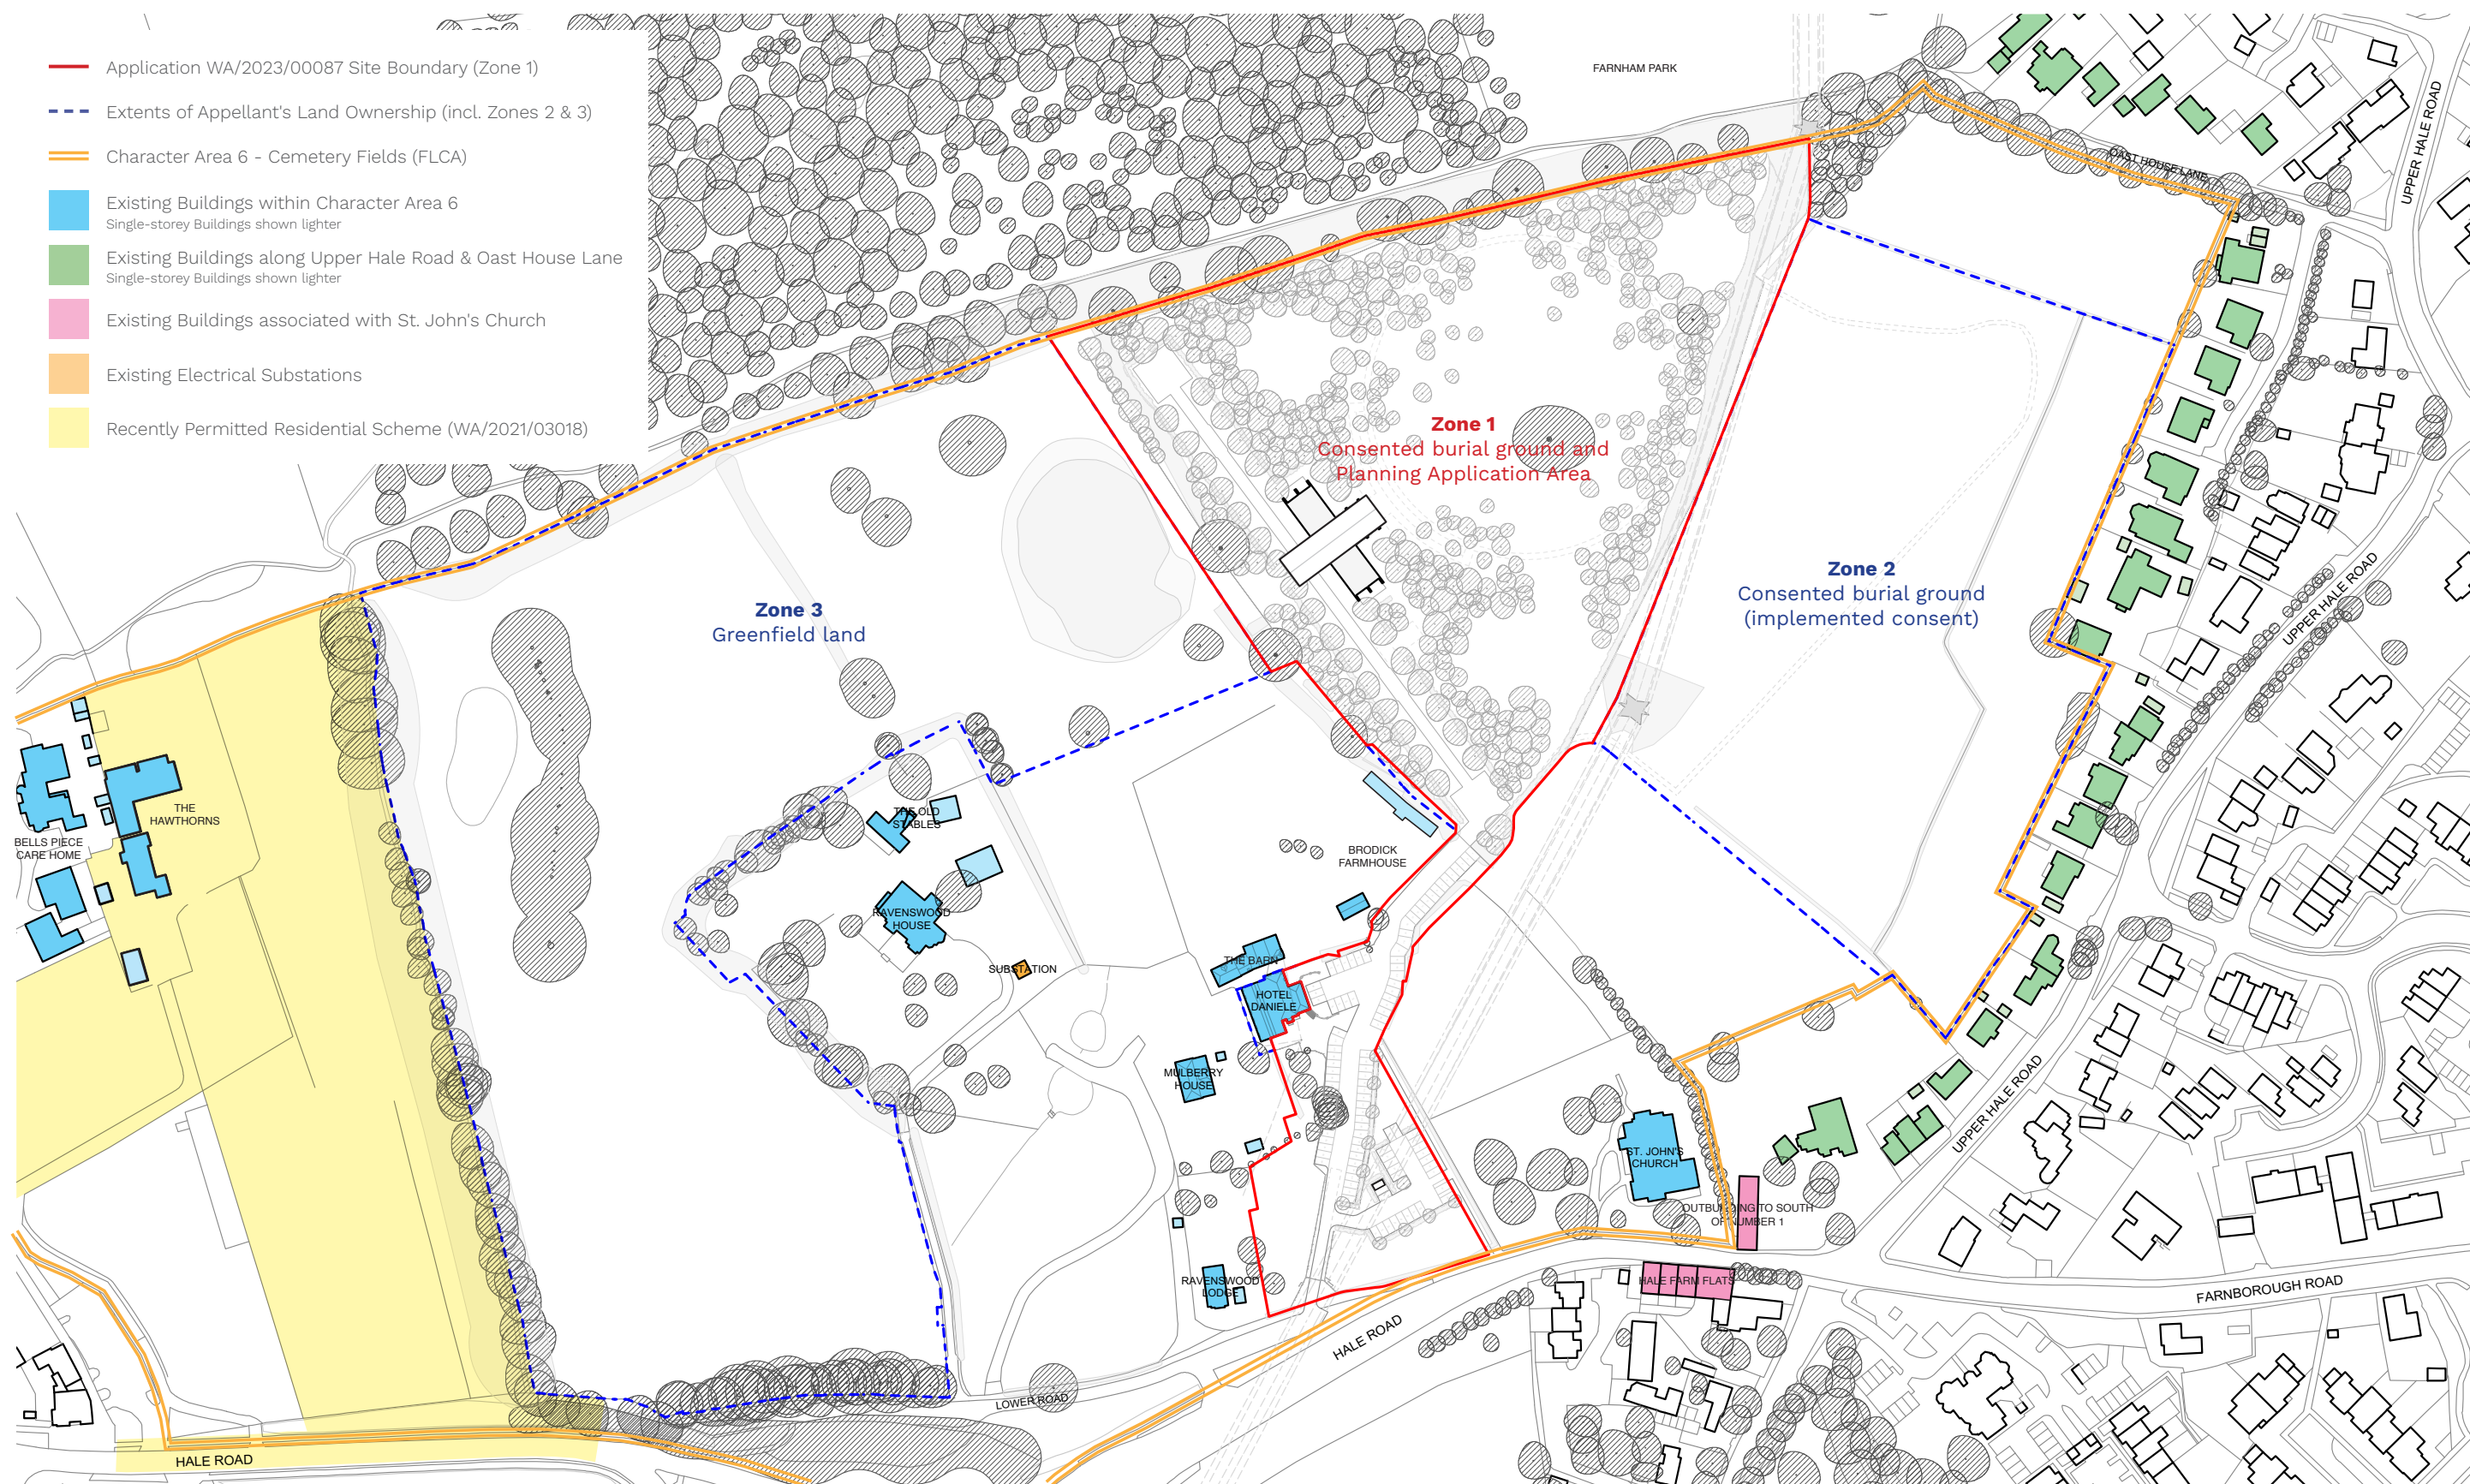 Application WA/2023/00087 Site Boundary (Zone 1)
Extents of Appellant's Land Ownership (incl. Zones 2 & 3)
Character Area 6 - Cemetery Fields (FLCA)
Existing Buildings within Character Area 6
Single-storey Buildings shown lighter
Existing Buildings along Upper Hale Road & Oast House Lane
Single-storey Buildings shown lighter
Existing Buildings associated with St. John's Church
Existing Electrical Substations
Recently Permitted Residential Scheme (WA/2021/03018)
FARNHAM PARK
UPPER HALE ROAD
OAST HOUSE LANE
Zone 1
Consented burial ground and
Planning Application Area
Zone 2
Consented burial ground
(implemented consent)
Zone 3
Greenfield land
UPPER HALE ROAD
THE
HAWTHORNS
BELLS PIECE
CARE HOME
THE OLD
STABLES
BRODICK
FARMHOUSE
RAVENSWOOD
HOUSE
SUBSTATION
THE BARN
HOTEL
DANIELE
MULBERRY
HOUSE
UPPER HALE ROAD
ST. JOHN'S
CHURCH
OUTBUILDING TO SOUTH
OF NUMBER 1
RAVENSWOOD
LODGE
HALE FARM FLATS
FARNBOROUGH ROAD
HALE ROAD
LOWER ROAD
HALE ROAD